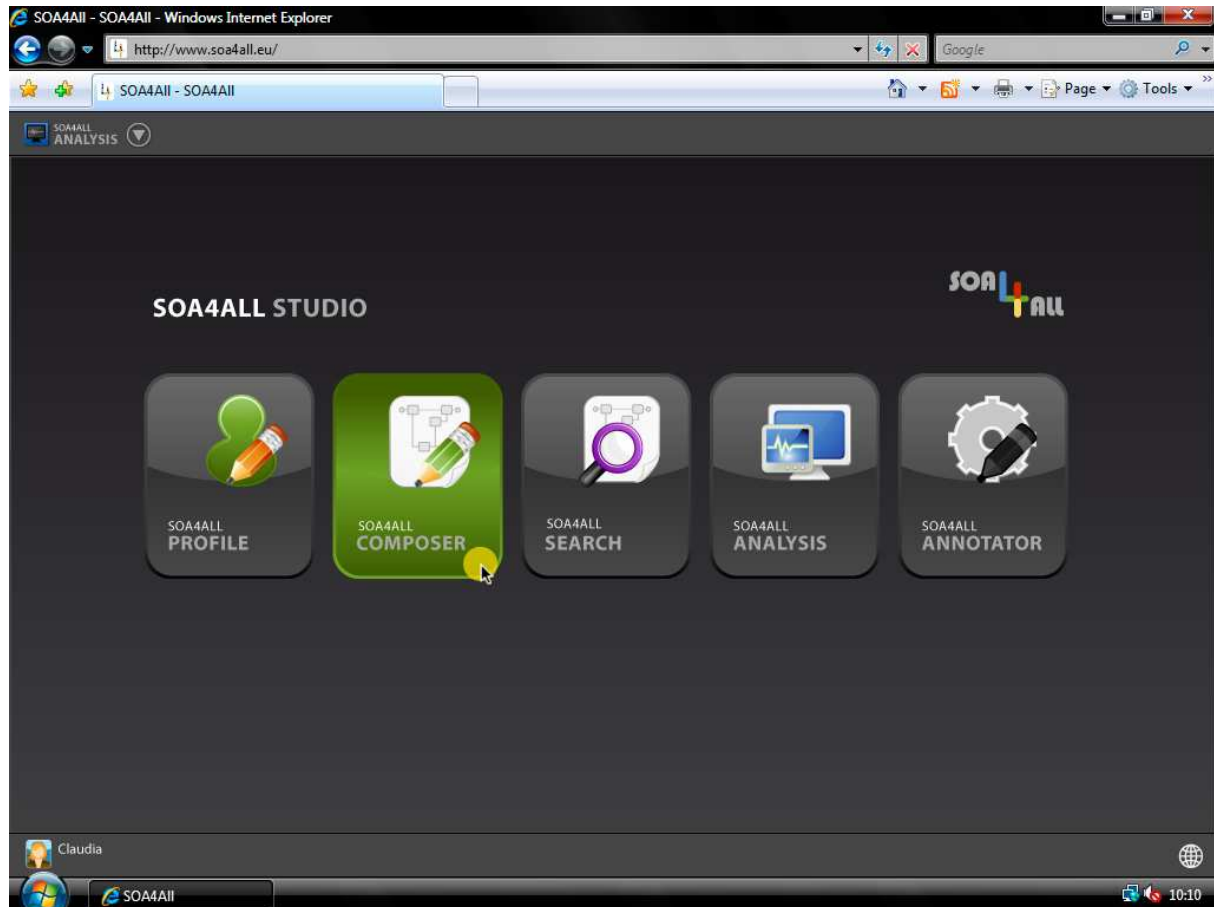 SOA4All - SOA4All - Windows Internet Explorer
http://www.soa4all.eu/
Google
SOA4All - SOA4All
Page
Tools
SOA4ALL
ANALYSIS
SOA4ALL STUDIO
SOA4ALL
SOA4ALL
PROFILE
SOA4ALL
COMPOSER
SOA4ALL
SEARCH
SOA4ALL
ANALYSIS
SOA4ALL
ANNOTATOR
Claudia
SOA4All
10:10